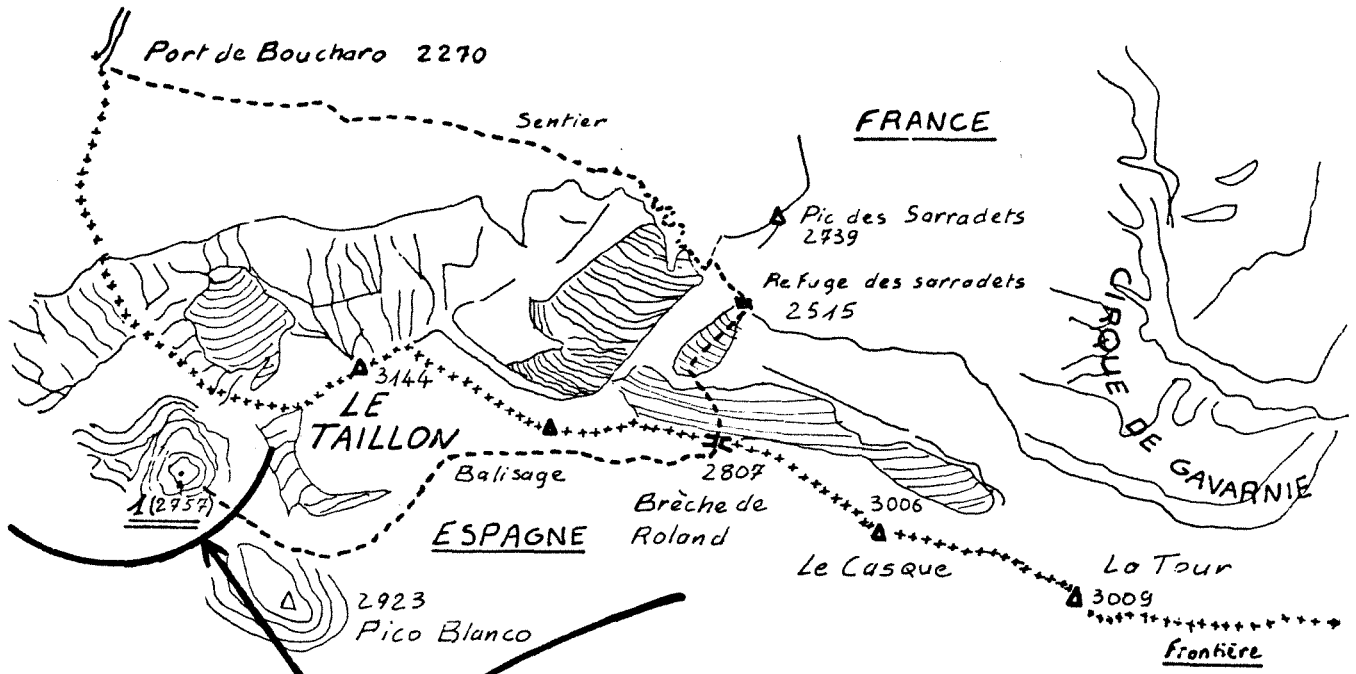 Port de Boucharo 2270
Sentier
FRANCE
Pic des Sarradets
2739
Refuge des sarradets
2515
CIRQUE DE GAVARNIE
3144
LE
TAILLON
Balisage
2807
Brèche de
Roland
1 (2757)
ESPAGNE
3006
Le Casque
La Tour
3009
2923
Pico Blanco
Frontière